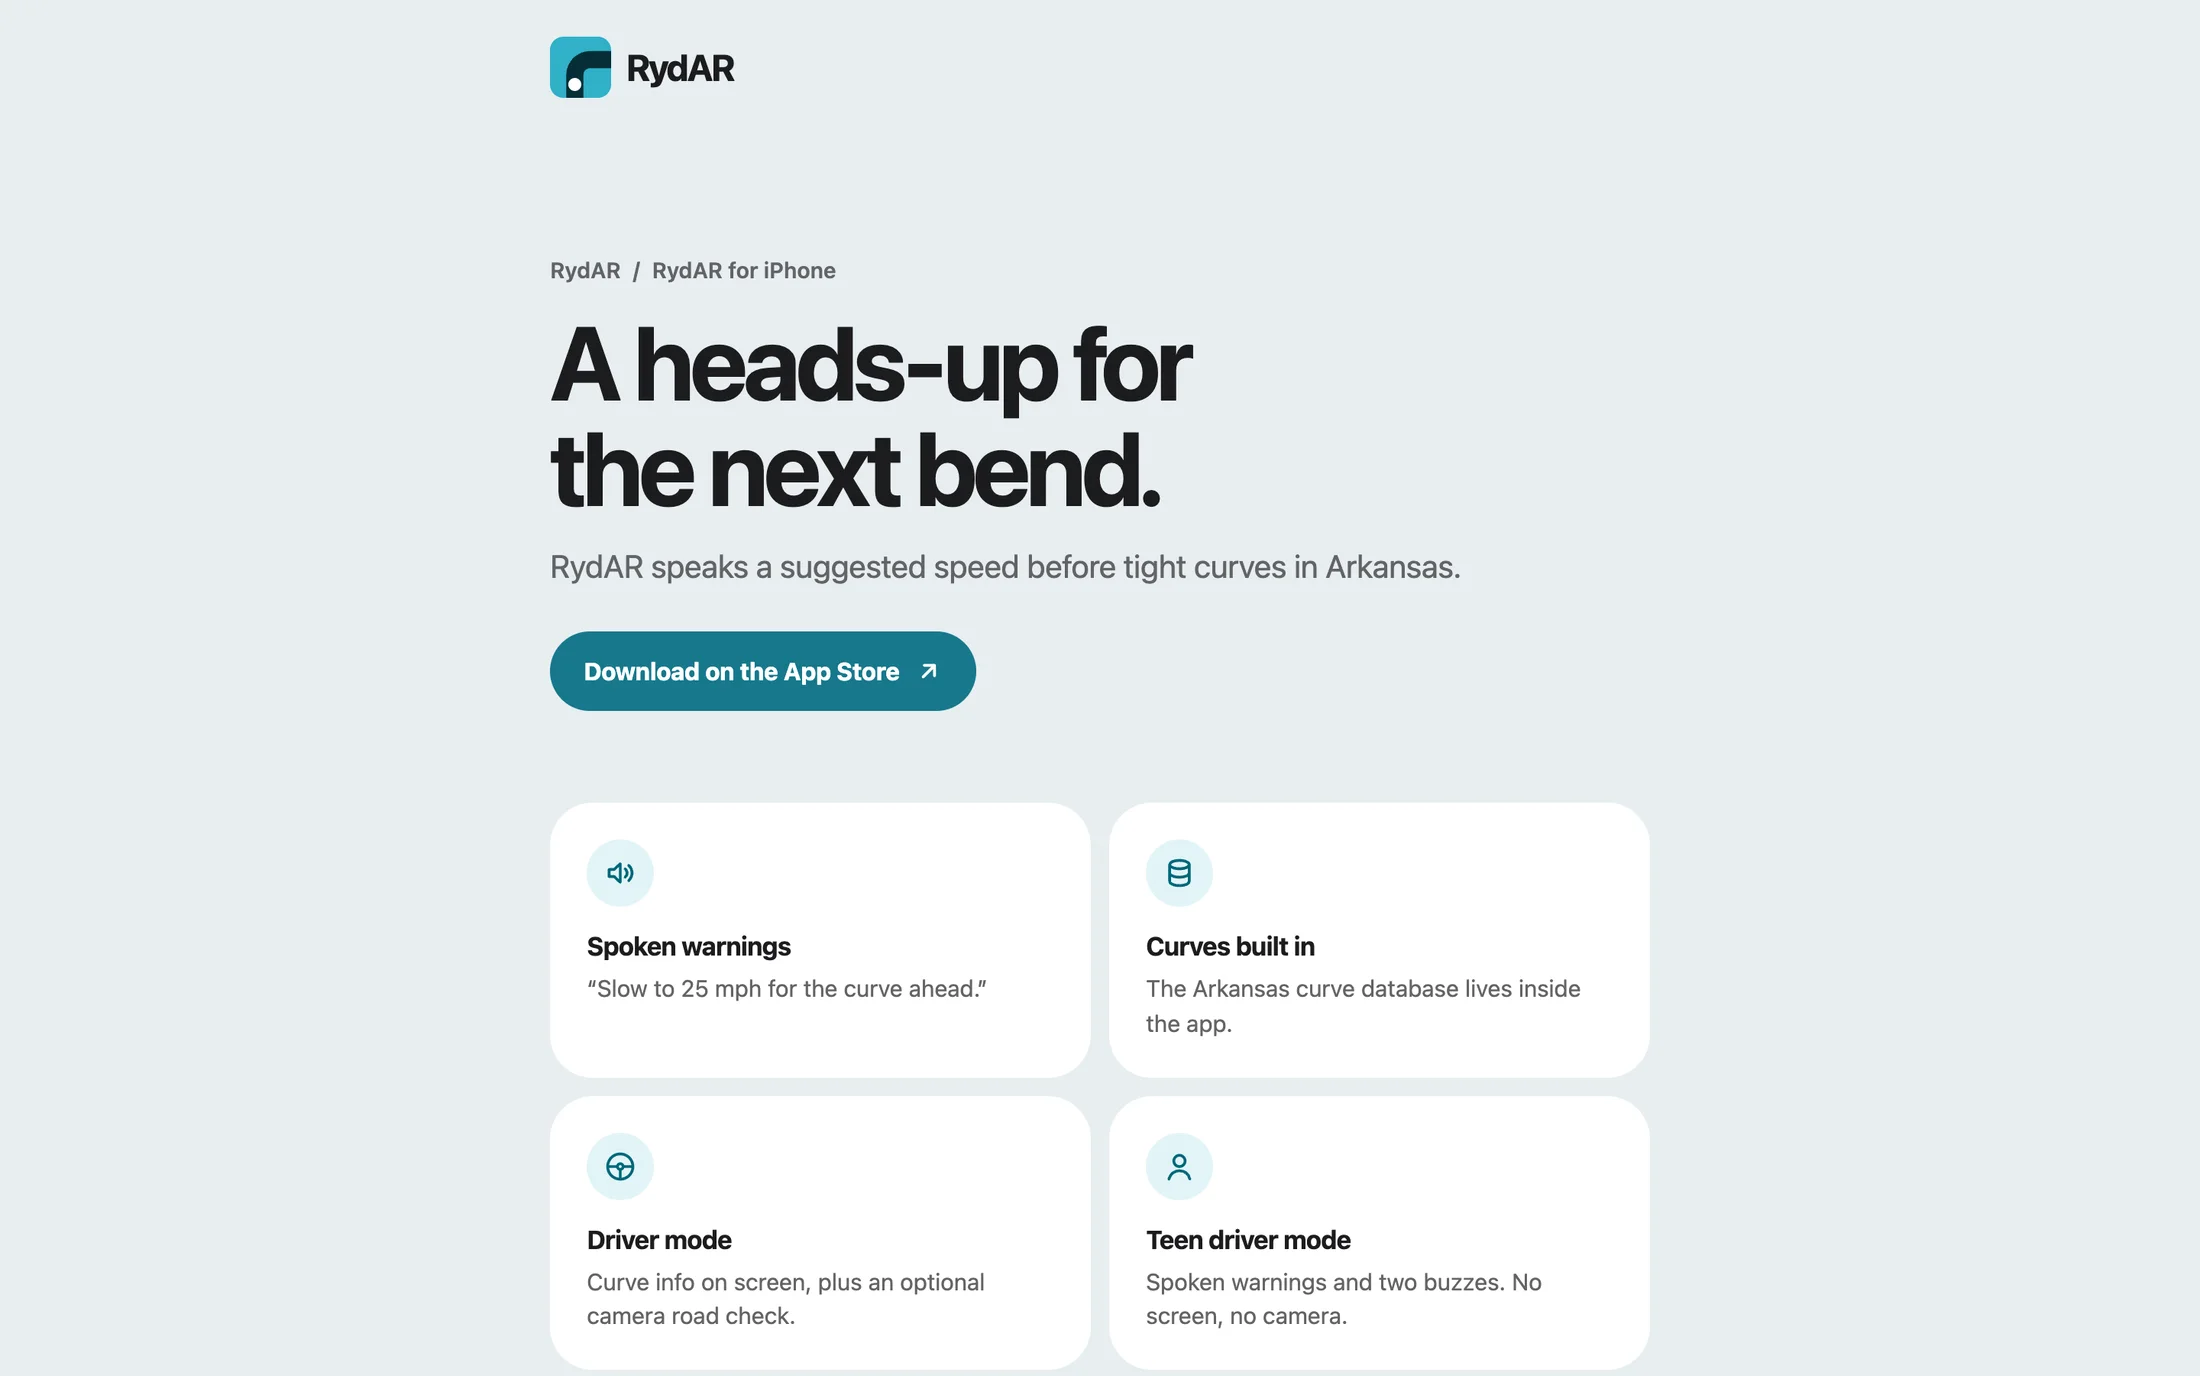 RydAR
RydAR / RydAR for iPhone
A heads-up for
the next bend.
RydAR speaks a suggested speed before tight curves in Arkansas.
Download on the App Store
Spoken warnings
“Slow to 25 mph for the curve ahead.”
Curves built in
The Arkansas curve database lives inside
the app.
Driver mode
Curve info on screen, plus an optional
camera road check.
Teen driver mode
Spoken warnings and two buzzes. No
screen, no camera.